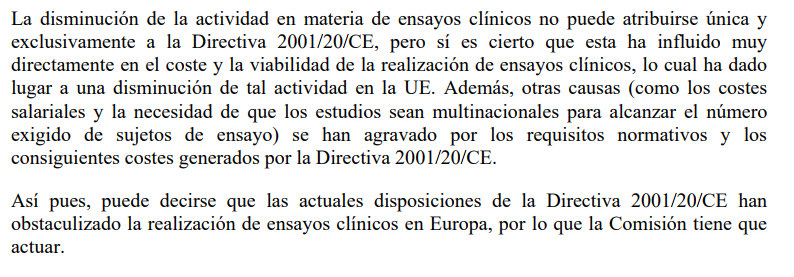 La disminución de la actividad en materia de ensayos clínicos no puede atribuirse única y
exclusivamente a la Directiva 2001/20/CE, pero sí es cierto que esta ha influido muy
directamente en el coste y la viabilidad de la realización de ensayos clínicos, lo cual ha dado
lugar a una disminución de tal actividad en la UE. Además, otras causas (como los costes
salariales y la necesidad de que los estudios sean multinacionales para alcanzar el número
exigido de sujetos de ensayo) se han agravado por los requisitos normativos y los
consiguientes costes generados por la Directiva 2001/20/CE.
Así pues, puede decirse que las actuales disposiciones de la Directiva 2001/20/CE han
obstaculizado la realización de ensayos clínicos en Europa, por lo que la Comisión tiene que
actuar.